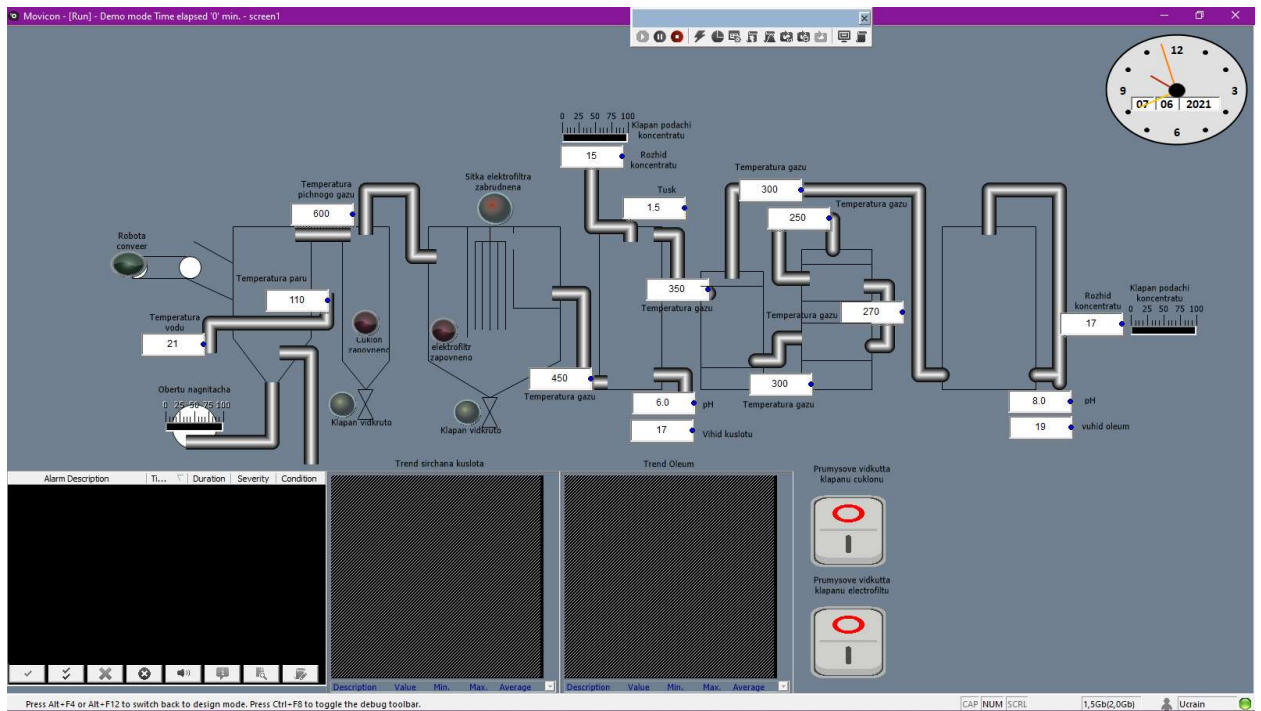 Movicon - [Run] - Demo mode Time elapsed '0' min. - screen1
12
9
3
07 06 2021
6
0 25 50 75 100
Klapan podachi
koncentratu
15
Rozhid
koncentratu
Temperatura gazu
300
Sitka elektrofiltra
zabrudnena
Temperatura
pichnogo gazu
600
Tusk
1.5
Temperatura gazu
250
Robota
conveer
Temperatura paru
110
350
Temperatura gazu
Temperatura gazu
270
Rozhid
koncentratu
17
Klapan podachi
koncentratu
0 25 50 75 100
Temperatura
vodu
21
Cuklon
zapovneno
elektrofiltr
zapovneno
450
Temperatura gazu
300
Temperatura gazu
Obertu nagnitacha
0 25 50 75 100
Klapan vidkruto
Klapan vidkruto
6.0
pH
17
Vihid kuslotu
8.0
pH
19
vuhid oleum
Alarm Description Ti... Duration Severity Condition
Trend sirchana kuslota
Trend Oleum
Description Value Min. Max. Average
Description Value Min. Max. Average
Prumysove vidkutta
klapanu cuklonu
Prumysove vidkutta
klapanu electrofiltu
Press Alt+F4 or Alt+F12 to switch back to design mode. Press Ctrl+F8 to toggle the debug toolbar.
CAP NUM SCRL
1,5Gb(2,0Gb)
Ucrain